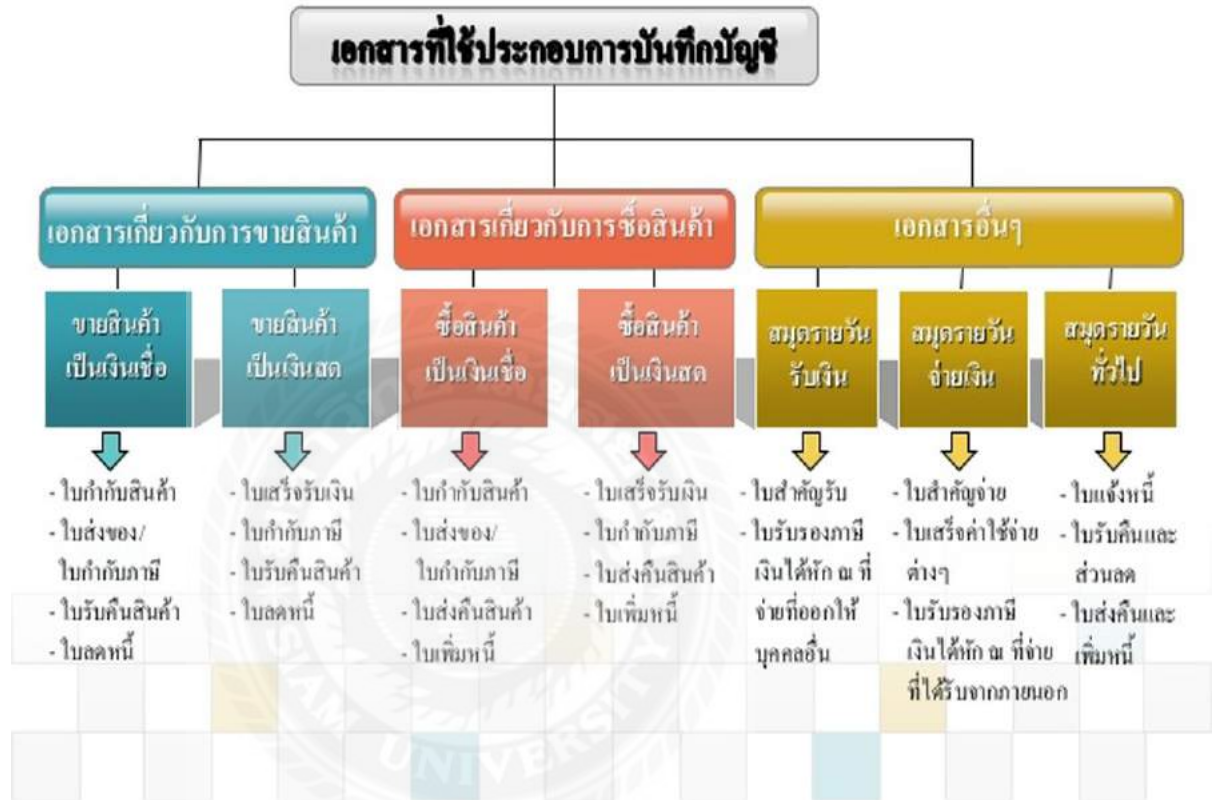 เอกสารที่ใช้ประกอบการบันทึกบัญชี
เอกสารเกี่ยวกับการขายสินค้า
เอกสารเกี่ยวกับการซื้อสินค้า
เอกสารอื่นๆ
ขายสินค้า
เป็นเงินเชื่อ
ขายสินค้า
เป็นเงินสด
ซื้อสินค้า
เป็นเงินเชื่อ
ซื้อสินค้า
เป็นเงินสด
สมุดรายวัน
รับเงิน
สมุดรายวัน
จ่ายเงิน
สมุดรายวัน
ทั่วไป
- ใบกำกับสินค้า
- ใบส่งของ/
ใบกำกับภาษี
- ใบรับคืนสินค้า
- ใบลดหนี้
- ใบเสร็จรับเงิน
- ใบกำกับภาษี
- ใบรับคืนสินค้า
- ใบลดหนี้
- ใบกำกับสินค้า
- ใบส่งของ/
ใบกำกับภาษี
- ใบส่งคืนสินค้า
- ใบเพิ่มหนี้
- ใบเสร็จรับเงิน
- ใบกำกับภาษี
- ใบส่งคืนสินค้า
- ใบเพิ่มหนี้
- ใบสำคัญรับ
- ใบรับรองภาษี
เงินได้หัก ณ ที่
จ่ายที่ออกให้
บุคคลอื่น
- ใบสำคัญจ่าย
- ใบเสร็จค่าใช้จ่าย
ต่างๆ
- ใบรับรองภาษี
เงินได้หัก ณ ที่จ่าย
ที่ได้รับจากภายนอก
- ใบแจ้งหนี้
- ใบรับคืนและ
ส่วนลด
- ใบส่งคืนและ
เพิ่มหนี้
SIAM UNIVERSITY